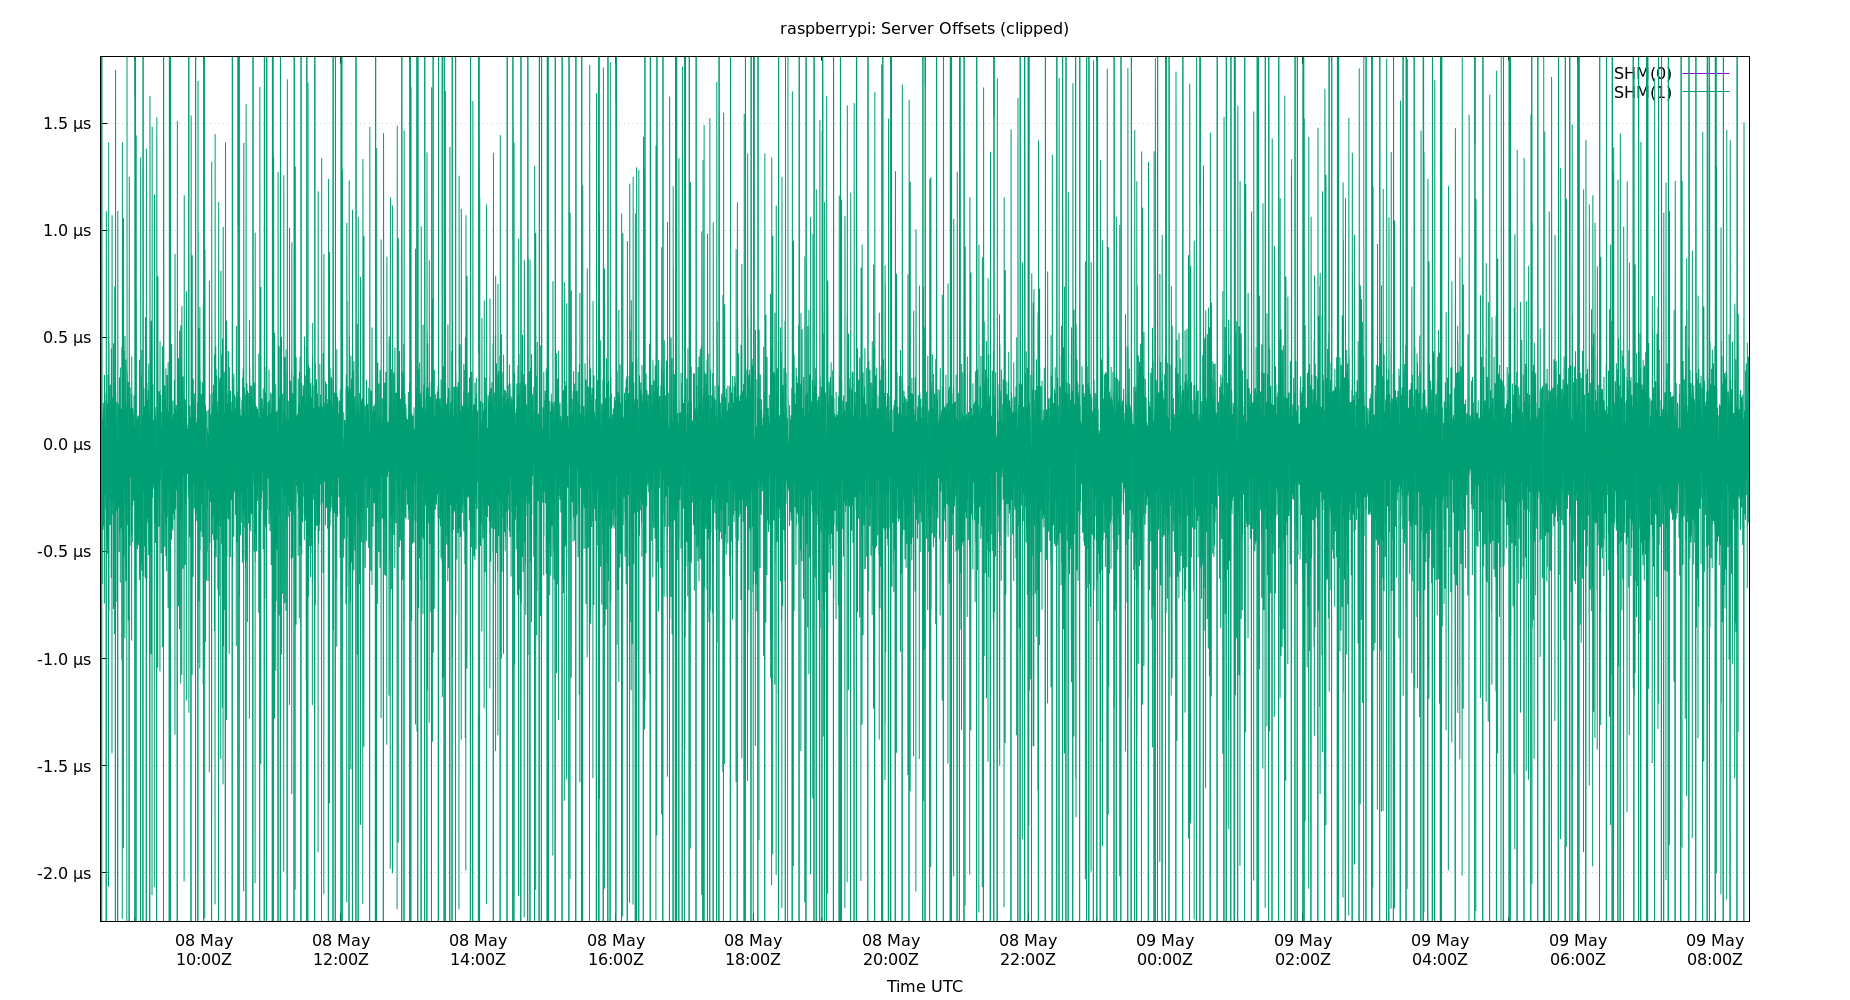 raspberrypi: Server Offsets (clipped)
SHM(0)
SHM(1)
1.5 µs
1.0 µs
0.5 µs
0.0 µs
-0.5 µs
-1.0 µs
-1.5 µs
-2.0 µs
08 May 08 May 08 May 08 May 08 May 08 May 08 May 09 May 09 May 09 May 09 May 09 May
10:00Z 12:00Z 14:00Z 16:00Z 18:00Z 20:00Z 22:00Z 00:00Z 02:00Z 04:00Z 06:00Z 08:00Z
Time UTC